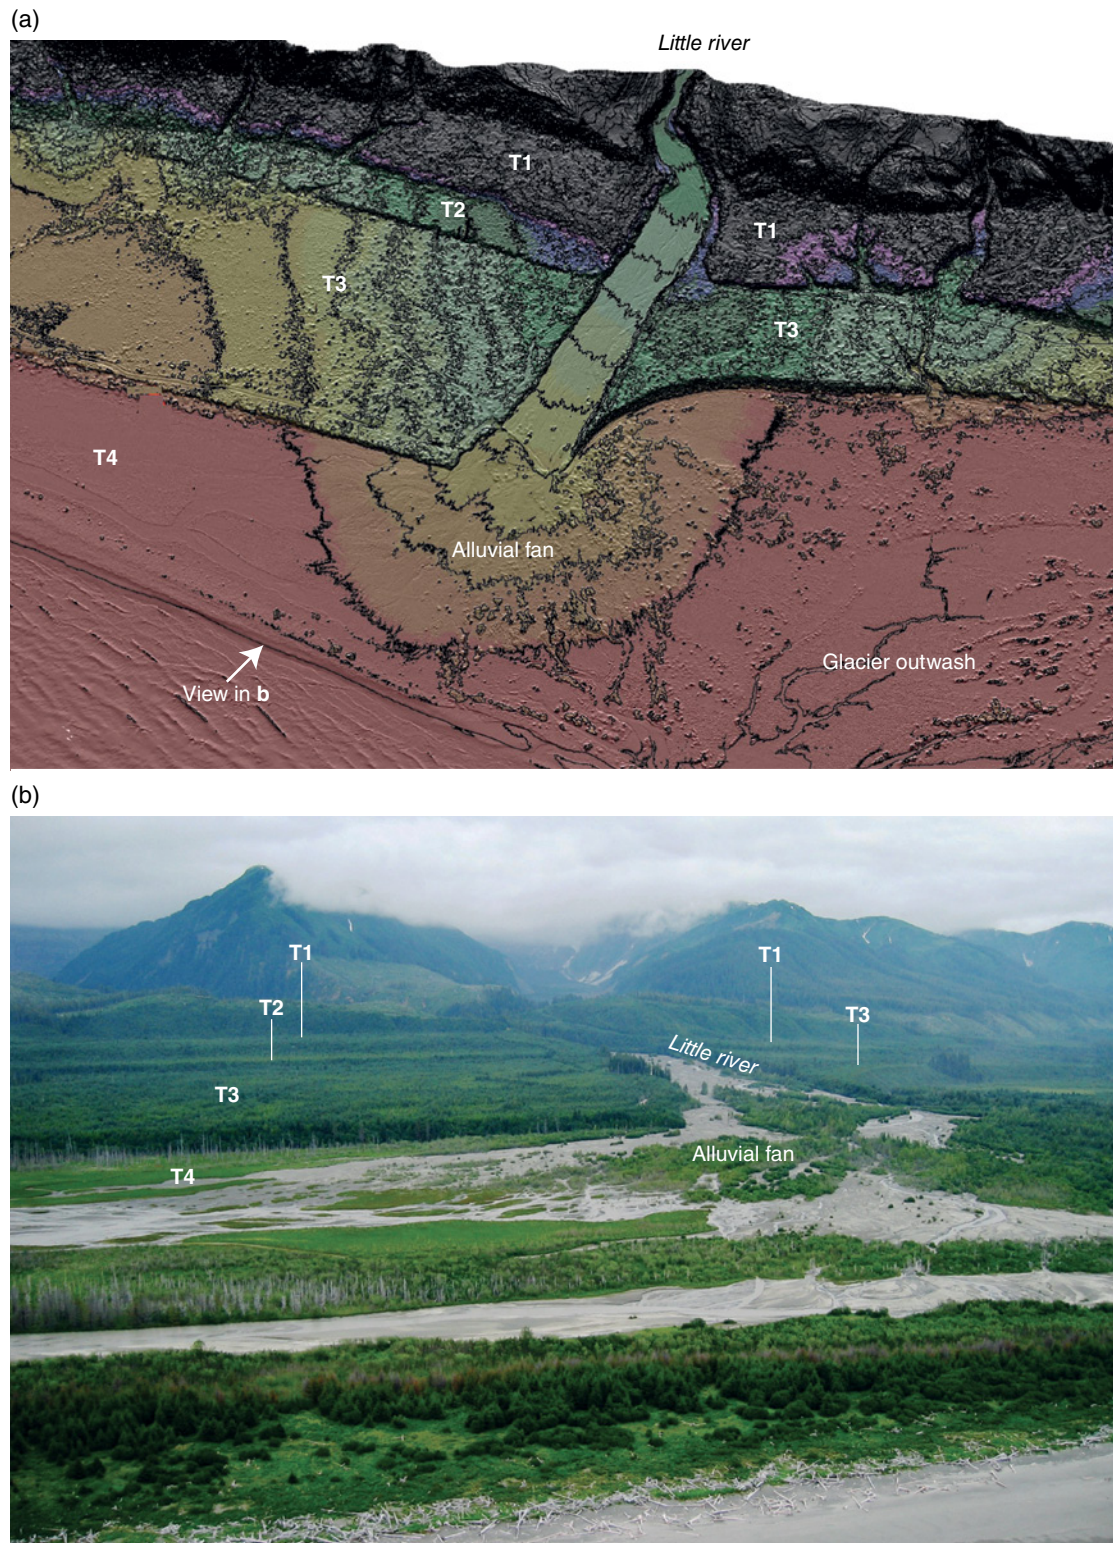 (a)
Little river
T1
T2
T1
T3
T3
T4
Alluvial fan
Glacier outwash
View in b
(b)
T1
T1
T2
T3
Little river
T3
Alluvial fan
T4